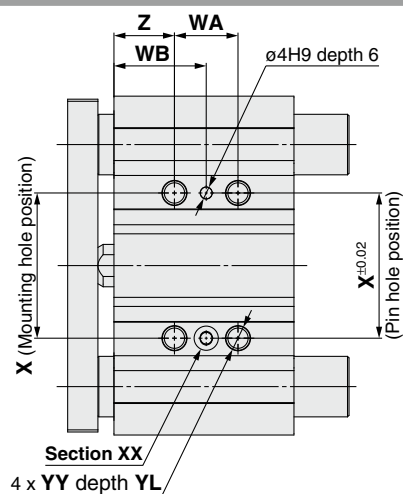 Z
WA
WB
ø4H9 depth 6
X (Mounting hole position)
X±0.02
(Pin hole position)
Section XX
4 x YY depth YL